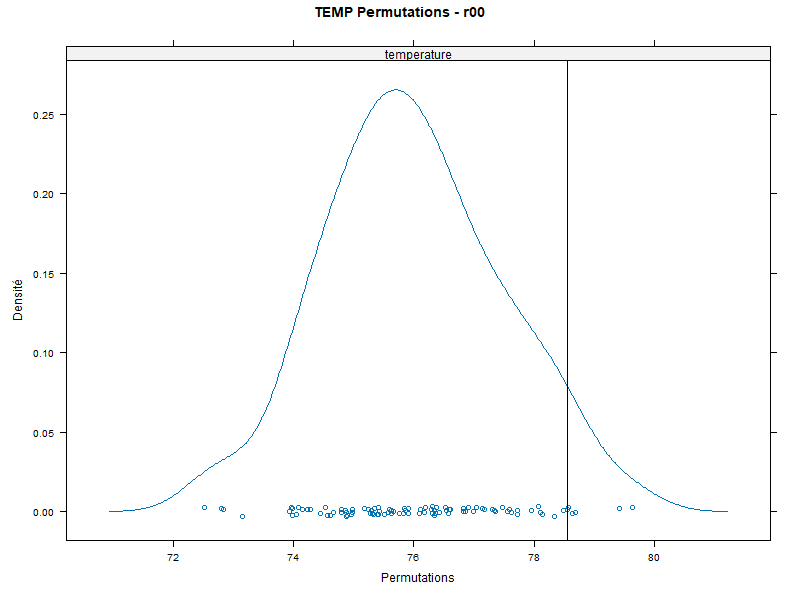 TEMP Permutations - r00
temperature
0.25
0.20
0.15
0.10
0.05
0.00
Densité
72 74 76 78 80
Permutations